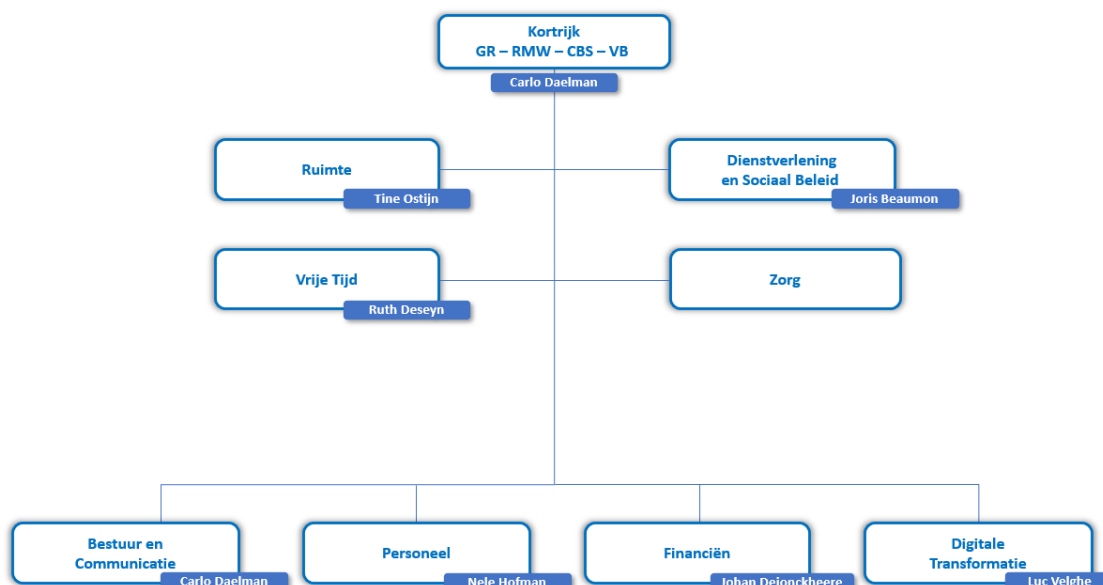 Kortrijk
GR – RMW – CBS – VB
Carlo Daelman
Ruimte
Tine Ostijn
Dienstverlening
en Sociaal Beleid
Joris Beaumon
Vrije Tijd
Ruth Deseyn
Zorg
Bestuur en
Communicatie
Carlo Daelman
Personeel
Nele Hofman
Financiën
Johan Dejonckheere
Digitale
Transformatie
Luc Velghe